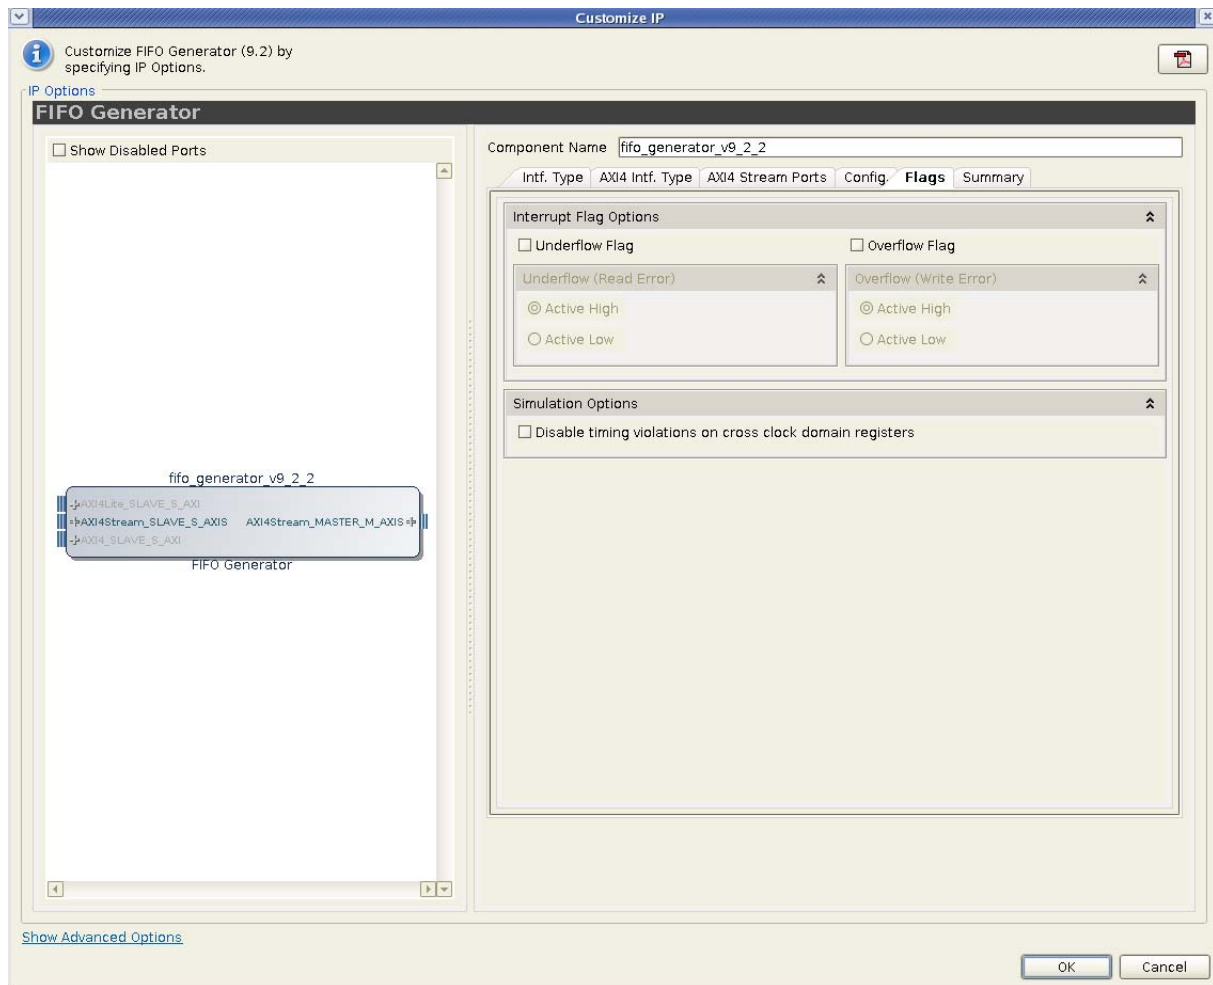 Customize IP
Customize FIFO Generator (9.2) by
specifying IP Options.
IP Options
FIFO Generator
Show Disabled Ports
fifo_generator_v9_2_2
AXI4Lite_SLAVE_S_AXI
AXI4Stream_SLAVE_S_AXIS AXI4Stream_MASTER_M_AXIS
AXI4_SLAVE_S_AXI
FIFO Generator
Component Name fifo_generator_v9_2_2
Intf. Type AXI4 Intf. Type AXI4 Stream Ports Config. Flags Summary
Interrupt Flag Options
Underflow Flag Overflow Flag
Underflow (Read Error) Overflow (Write Error)
Active High Active High
Active Low Active Low
Simulation Options
Disable timing violations on cross clock domain registers
Show Advanced Options
OK Cancel